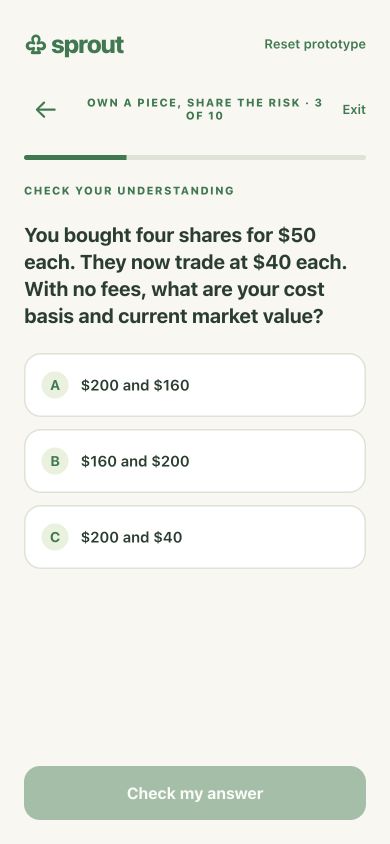 sprout
Reset prototype
OWN A PIECE, SHARE THE RISK · 3
OF 10
Exit
CHECK YOUR UNDERSTANDING
You bought four shares for $50
each. They now trade at $40 each.
With no fees, what are your cost
basis and current market value?
A $200 and $160
B $160 and $200
C $200 and $40
Check my answer